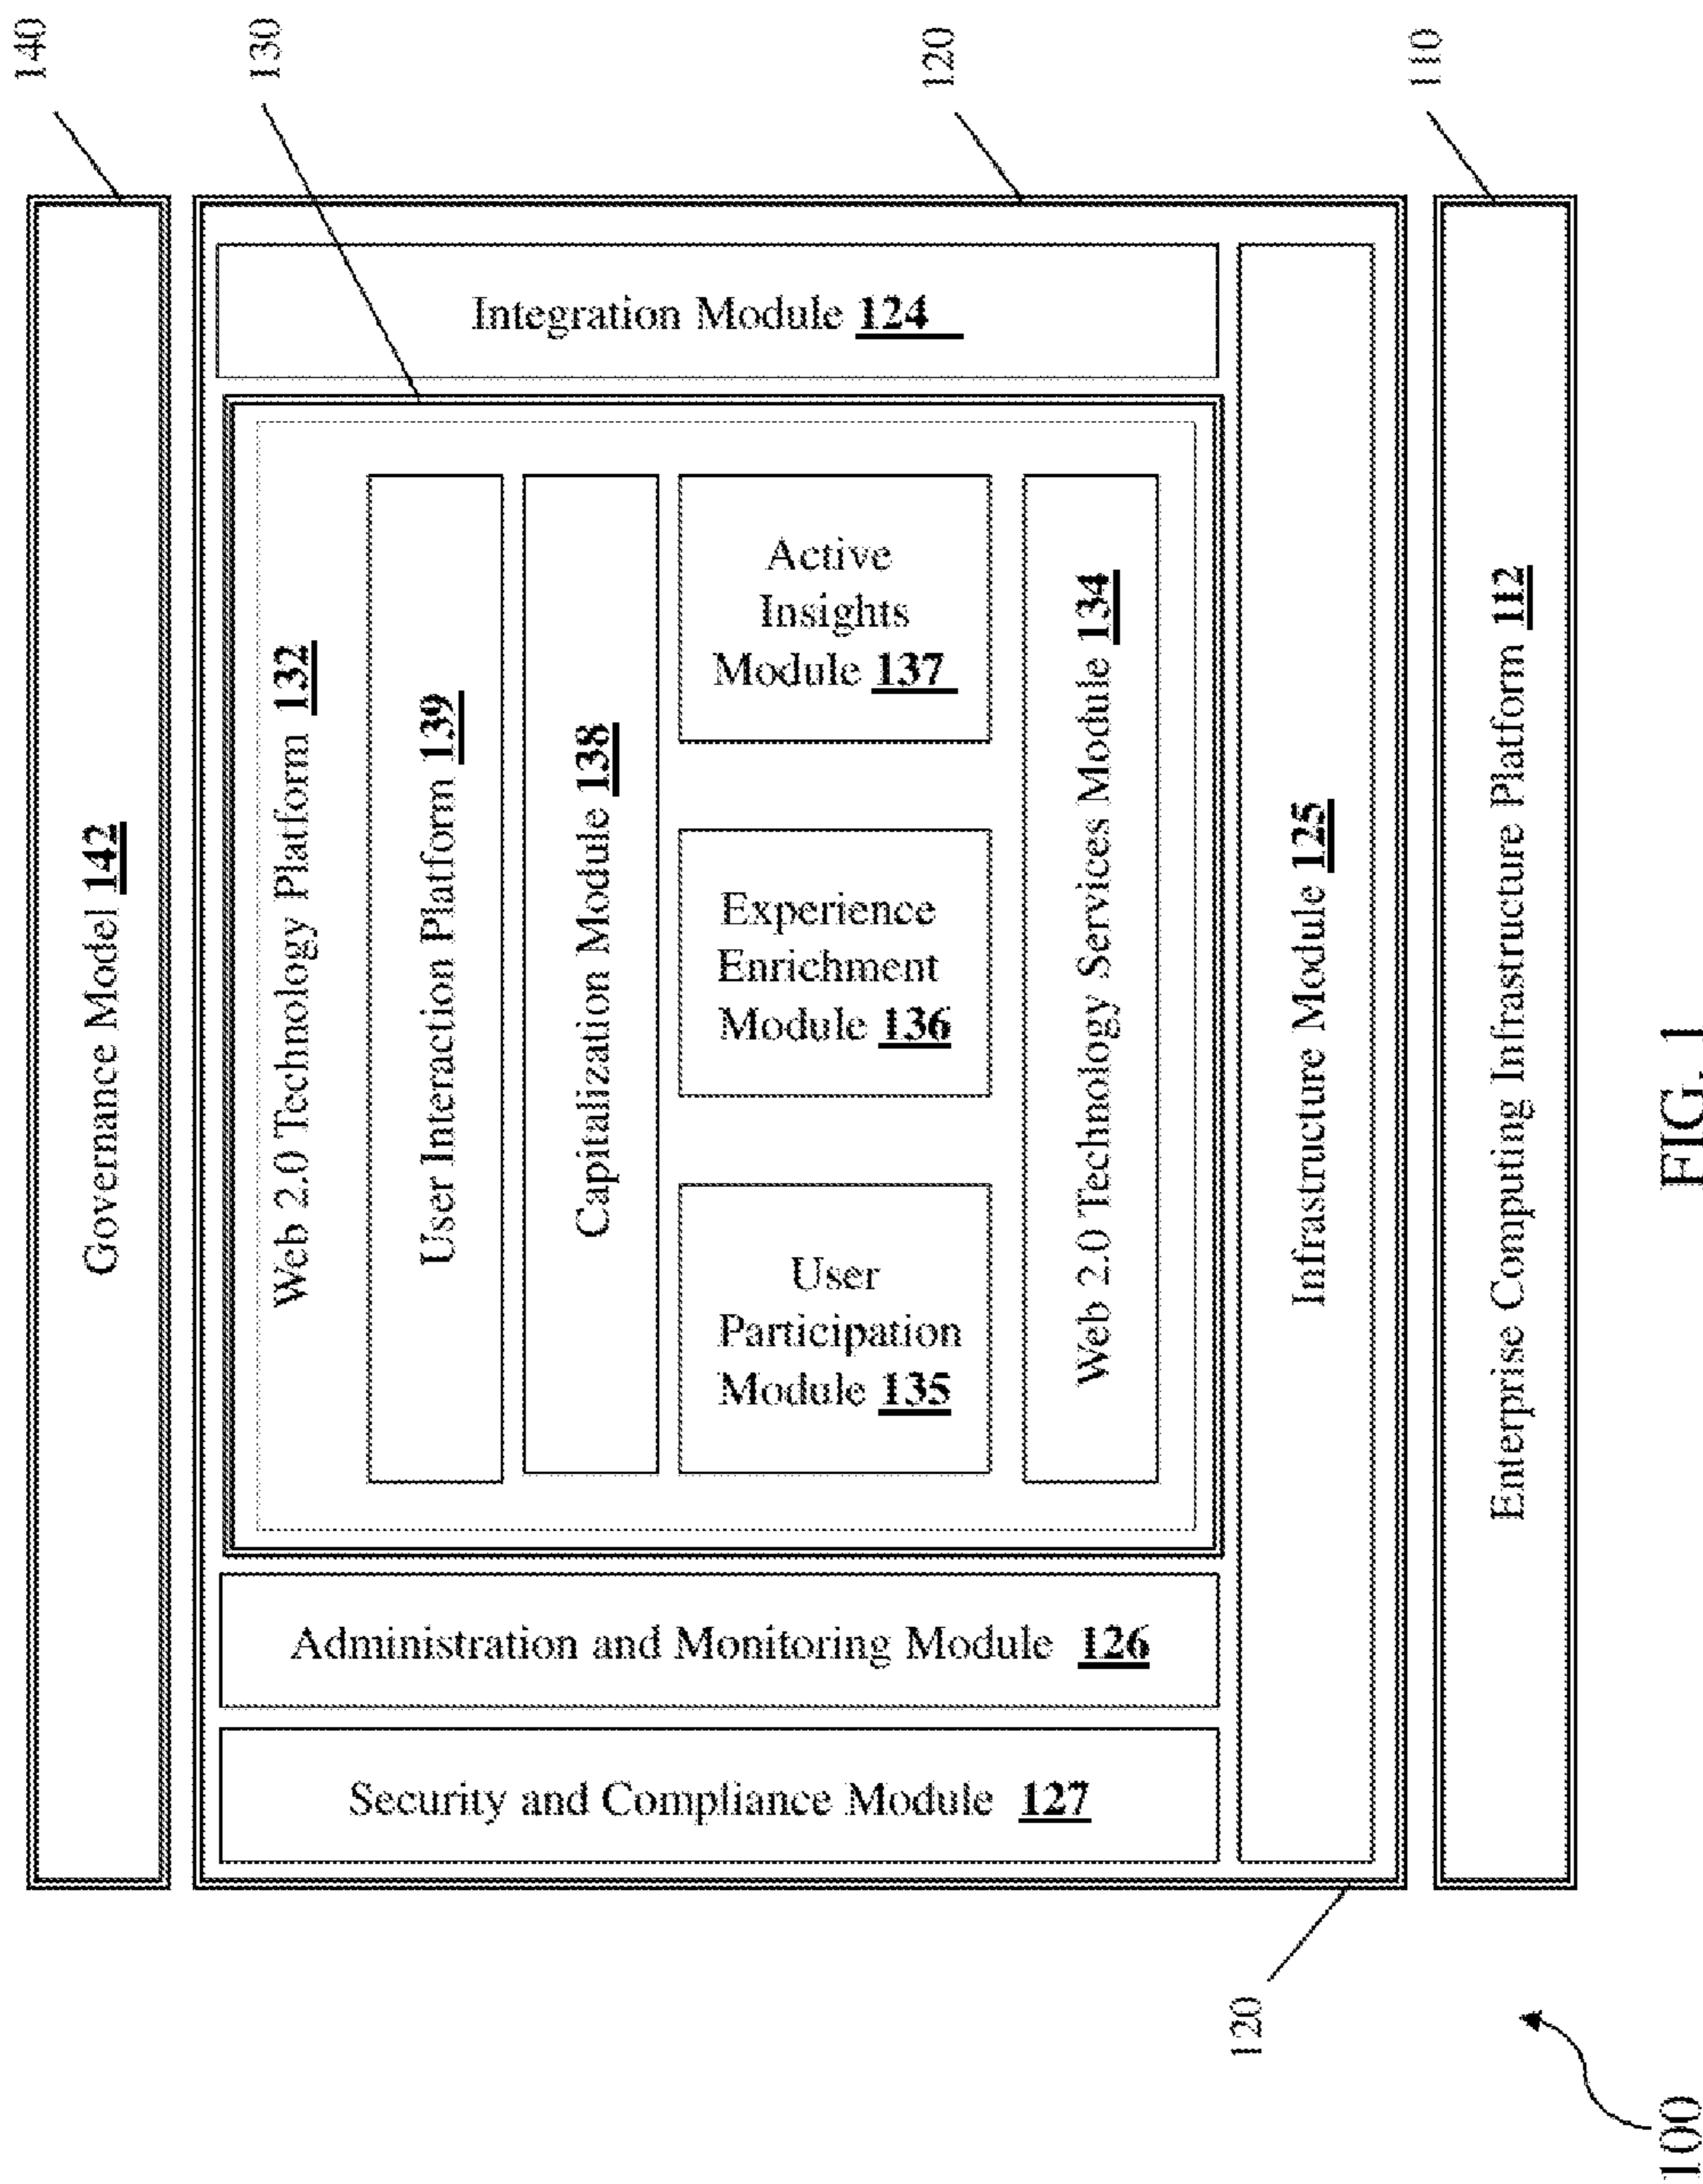 140
130
120
110
Governance Model 142
Web 2.0 Technology Platform 132
User Interaction Platform 139
Capitalization Module 138
User
Participation
Module 135
Experience
Enrichment
Module 136
Active
Insights
Module 137
Web 2.0 Technology Services Module 134
Security and Compliance Module 127
Administration and Monitoring Module 126
Integration Module 124
Infrastructure Module 125
Enterprise Computing Infrastructure Platform 112
120
100
FIG. 1